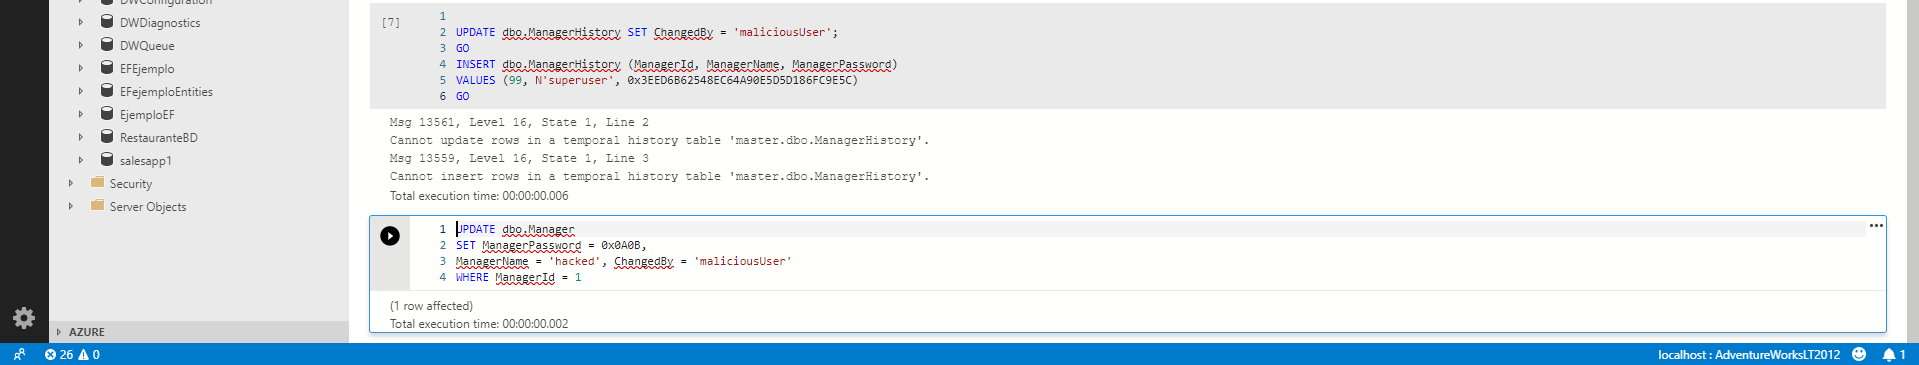 DWConfiguration
DWDiagnostics
DWQueue
EFEjemplo
EFejemploEntities
EjemploEF
RestauranteBD
salesapp1
Security
Server Objects
AZURE
[7]
1
2 UPDATE dbo.ManagerHistory SET ChangedBy = 'maliciousUser';
3 GO
4 INSERT dbo.ManagerHistory (ManagerId, ManagerName, ManagerPassword)
5 VALUES (99, N'superuser', 0x3EED6B62548EC64A90E5D5D186FC9E5C)
6 GO
Msg 13561, Level 16, State 1, Line 2
Cannot update rows in a temporal history table 'master.dbo.ManagerHistory'.
Msg 13559, Level 16, State 1, Line 3
Cannot insert rows in a temporal history table 'master.dbo.ManagerHistory'.
Total execution time: 00:00:00.006
1 UPDATE dbo.Manager
2 SET ManagerPassword = 0x0A0B,
3 ManagerName = 'hacked', ChangedBy = 'maliciousUser'
4 WHERE ManagerId = 1
(1 row affected)
Total execution time: 00:00:00.002
26 0
localhost : AdventureWorksLT2012
1